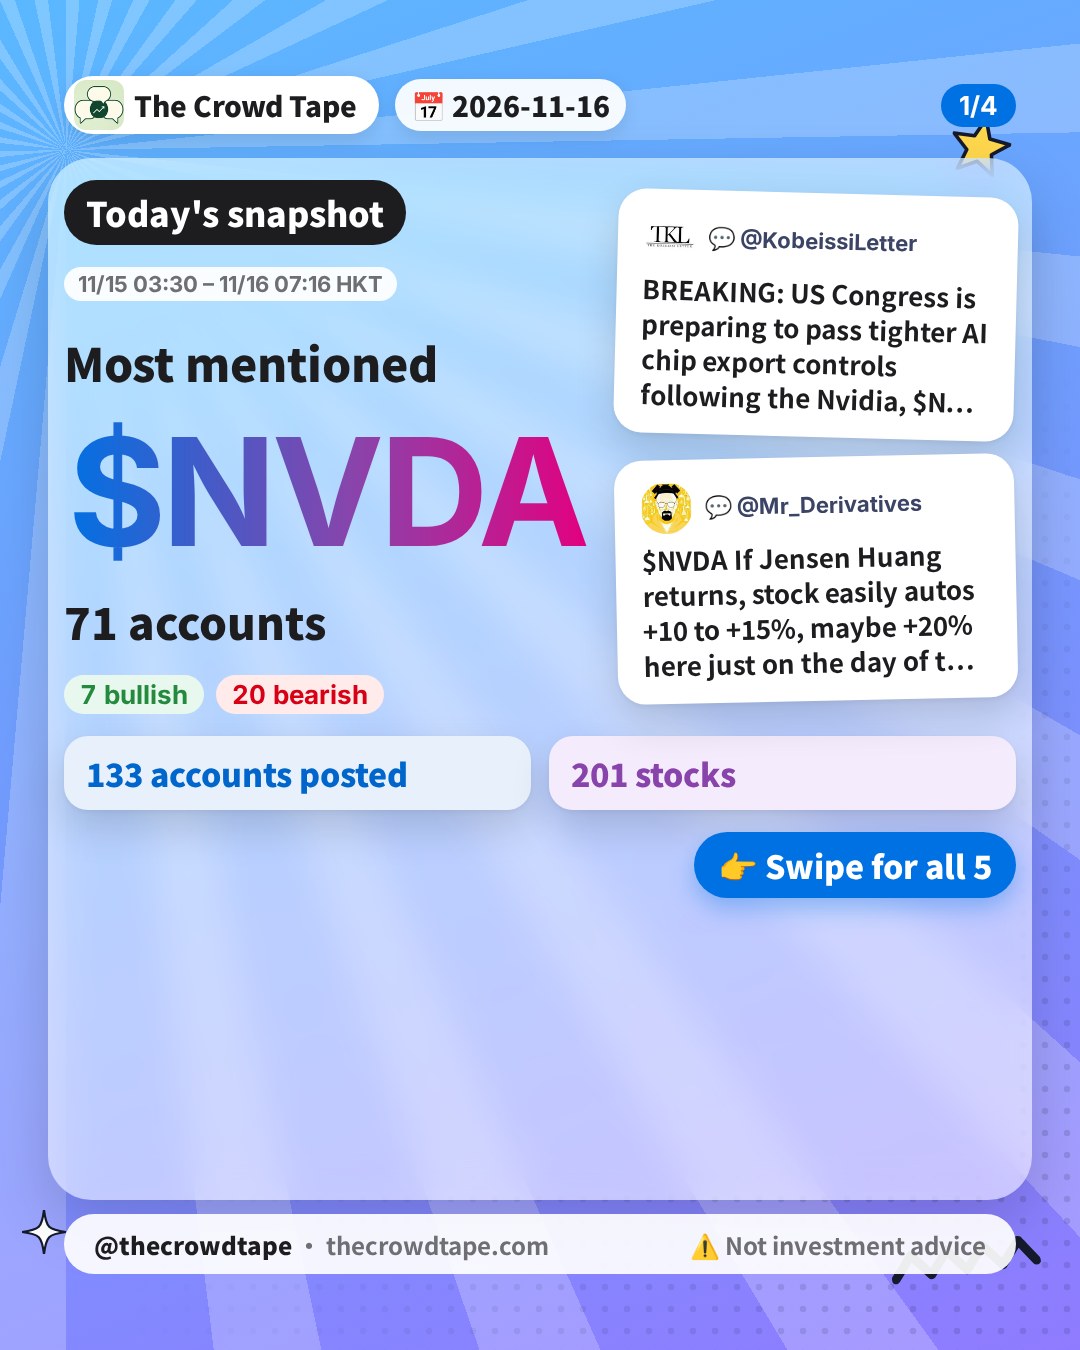 The Crowd Tape
📅 2026-11-16
1/4
Today's snapshot
11/15 03:30 – 11/16 07:16 HKT
Most mentioned
$NVDA
71 accounts
7 bullish
20 bearish
TKL
💬 @KobeissiLetter
BREAKING: US Congress is
preparing to pass tighter AI
chip export controls
following the Nvidia, $N...
💬 @Mr_Derivatives
$NVDA If Jensen Huang
returns, stock easily autos
+10 to +15%, maybe +20%
here just on the day of t...
133 accounts posted
201 stocks
👉 Swipe for all 5
@thecrowdtape • thecrowdtape.com
⚠️ Not investment advice